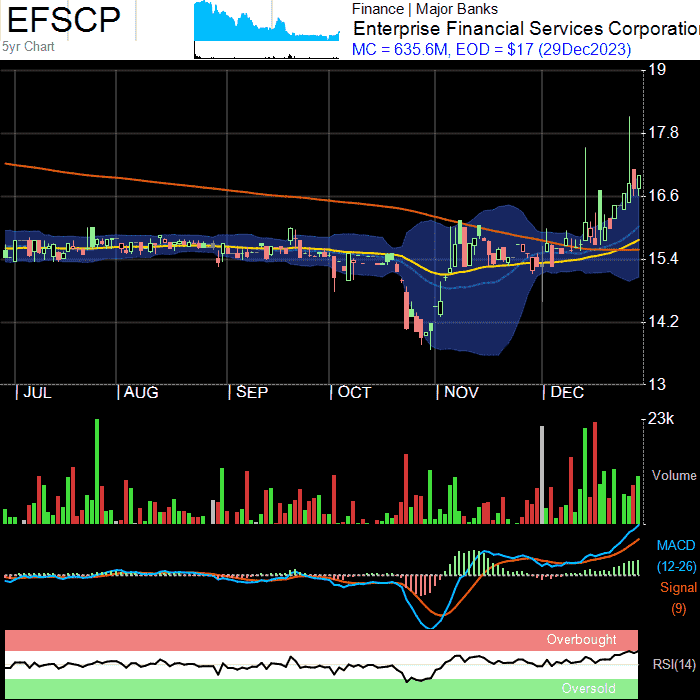 EFSCP
5yr Chart
Finance | Major Banks
Enterprise Financial Services Corporatio
MC = 635.6M, EOD = $17 (29Dec2023)
19
17.8
16.6
15.4
14.2
13
| JUL | AUG | SEP | OCT | NOV | DEC
23k
Volume
MACD
(12-26)
Signal
(9)
Overbought
RSI(14)
Oversold